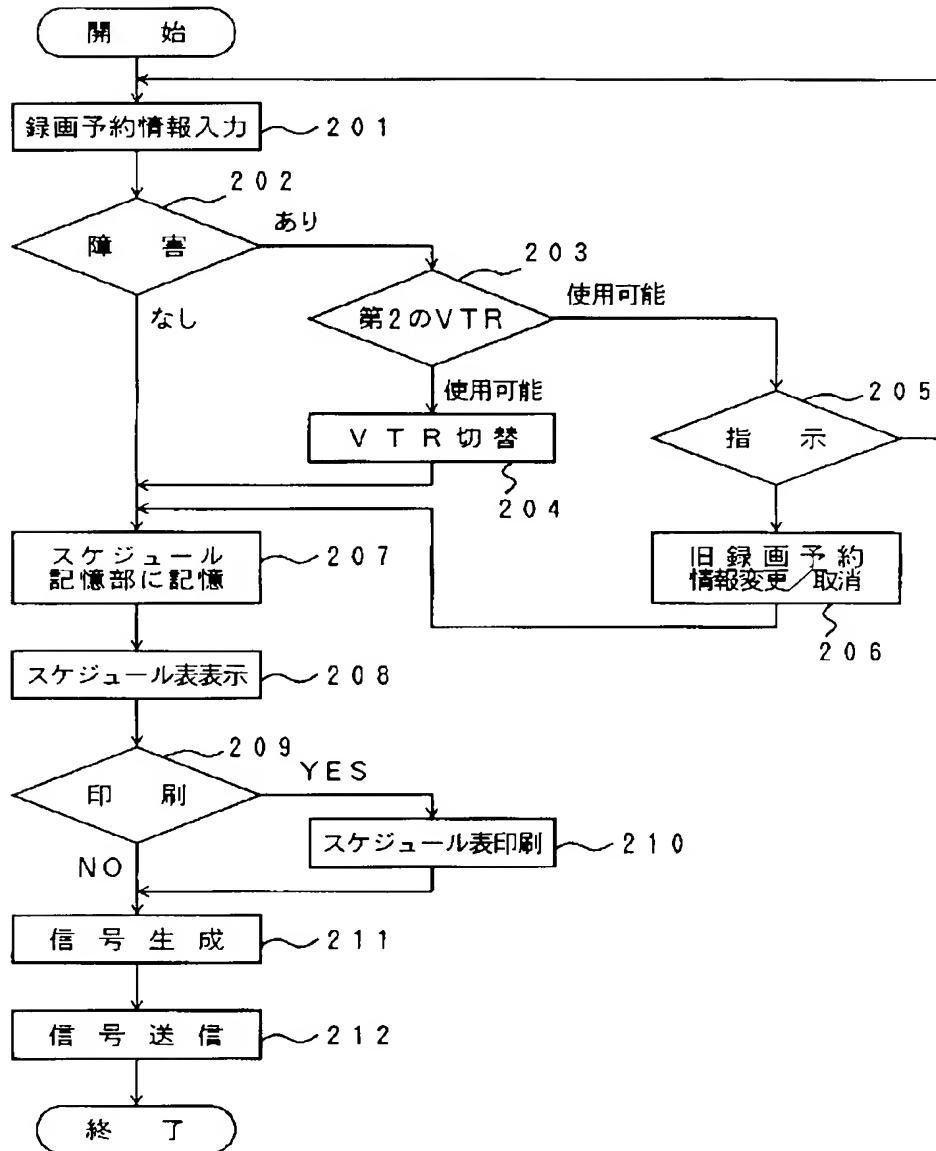 開始
録画予約情報入力
201
202
障害
あり
なし
203
第2のVTR
使用可能
使用可能
VTR切替
204
205
指示
旧録画予約
情報変更／取消
206
スケジュール
記憶部に記憶
207
スケジュール表表示
208
209
印刷
YES
NO
スケジュール表印刷
210
信号生成
211
信号送信
212
終了